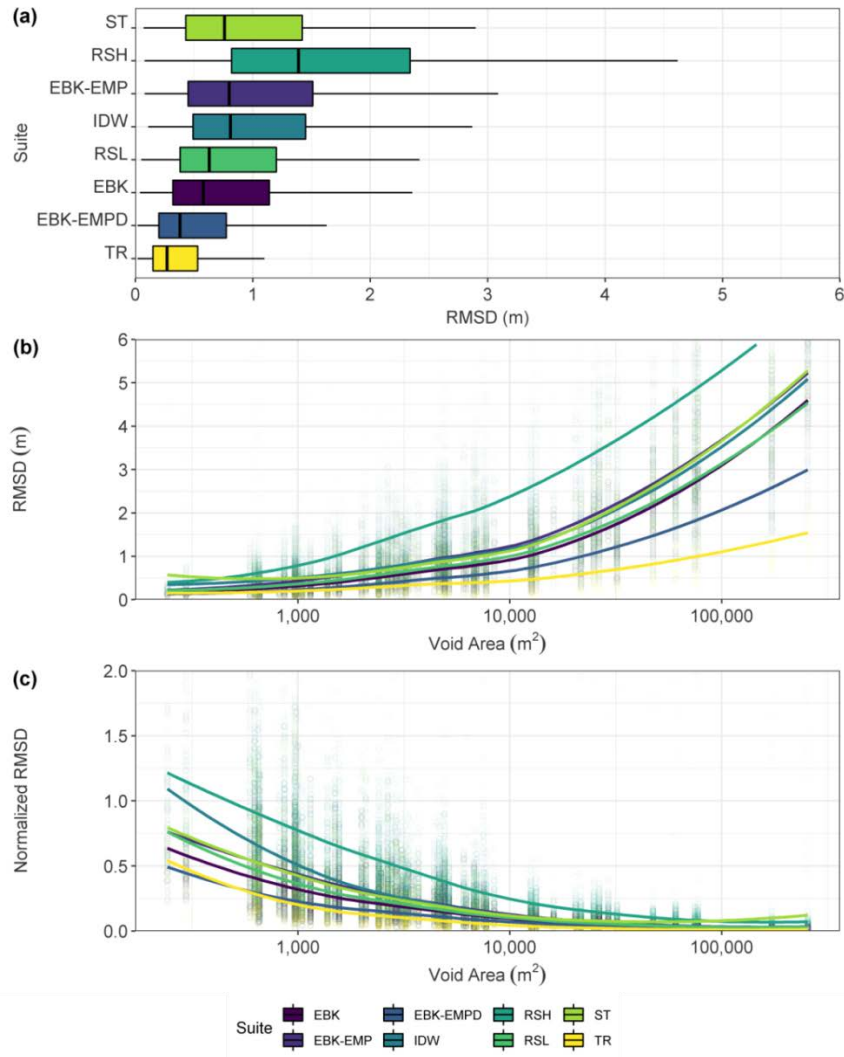 (a)
ST
RSH
EBK-EMP
IDW
RSL
EBK
EBK-EMPD
TR
Suite
0 1 2 3 4 5 6
RMSD (m)
(b)
6
5
4
3
2
1
0
RMSD (m)
1,000 10,000 100,000
Void Area (m²)
(c)
2.0
1.5
1.0
0.5
0.0
Normalized RMSD
1,000 10,000 100,000
Void Area (m²)
Suite
EBK EBK-EMPD RSH ST
EBK-EMP IDW RSL TR